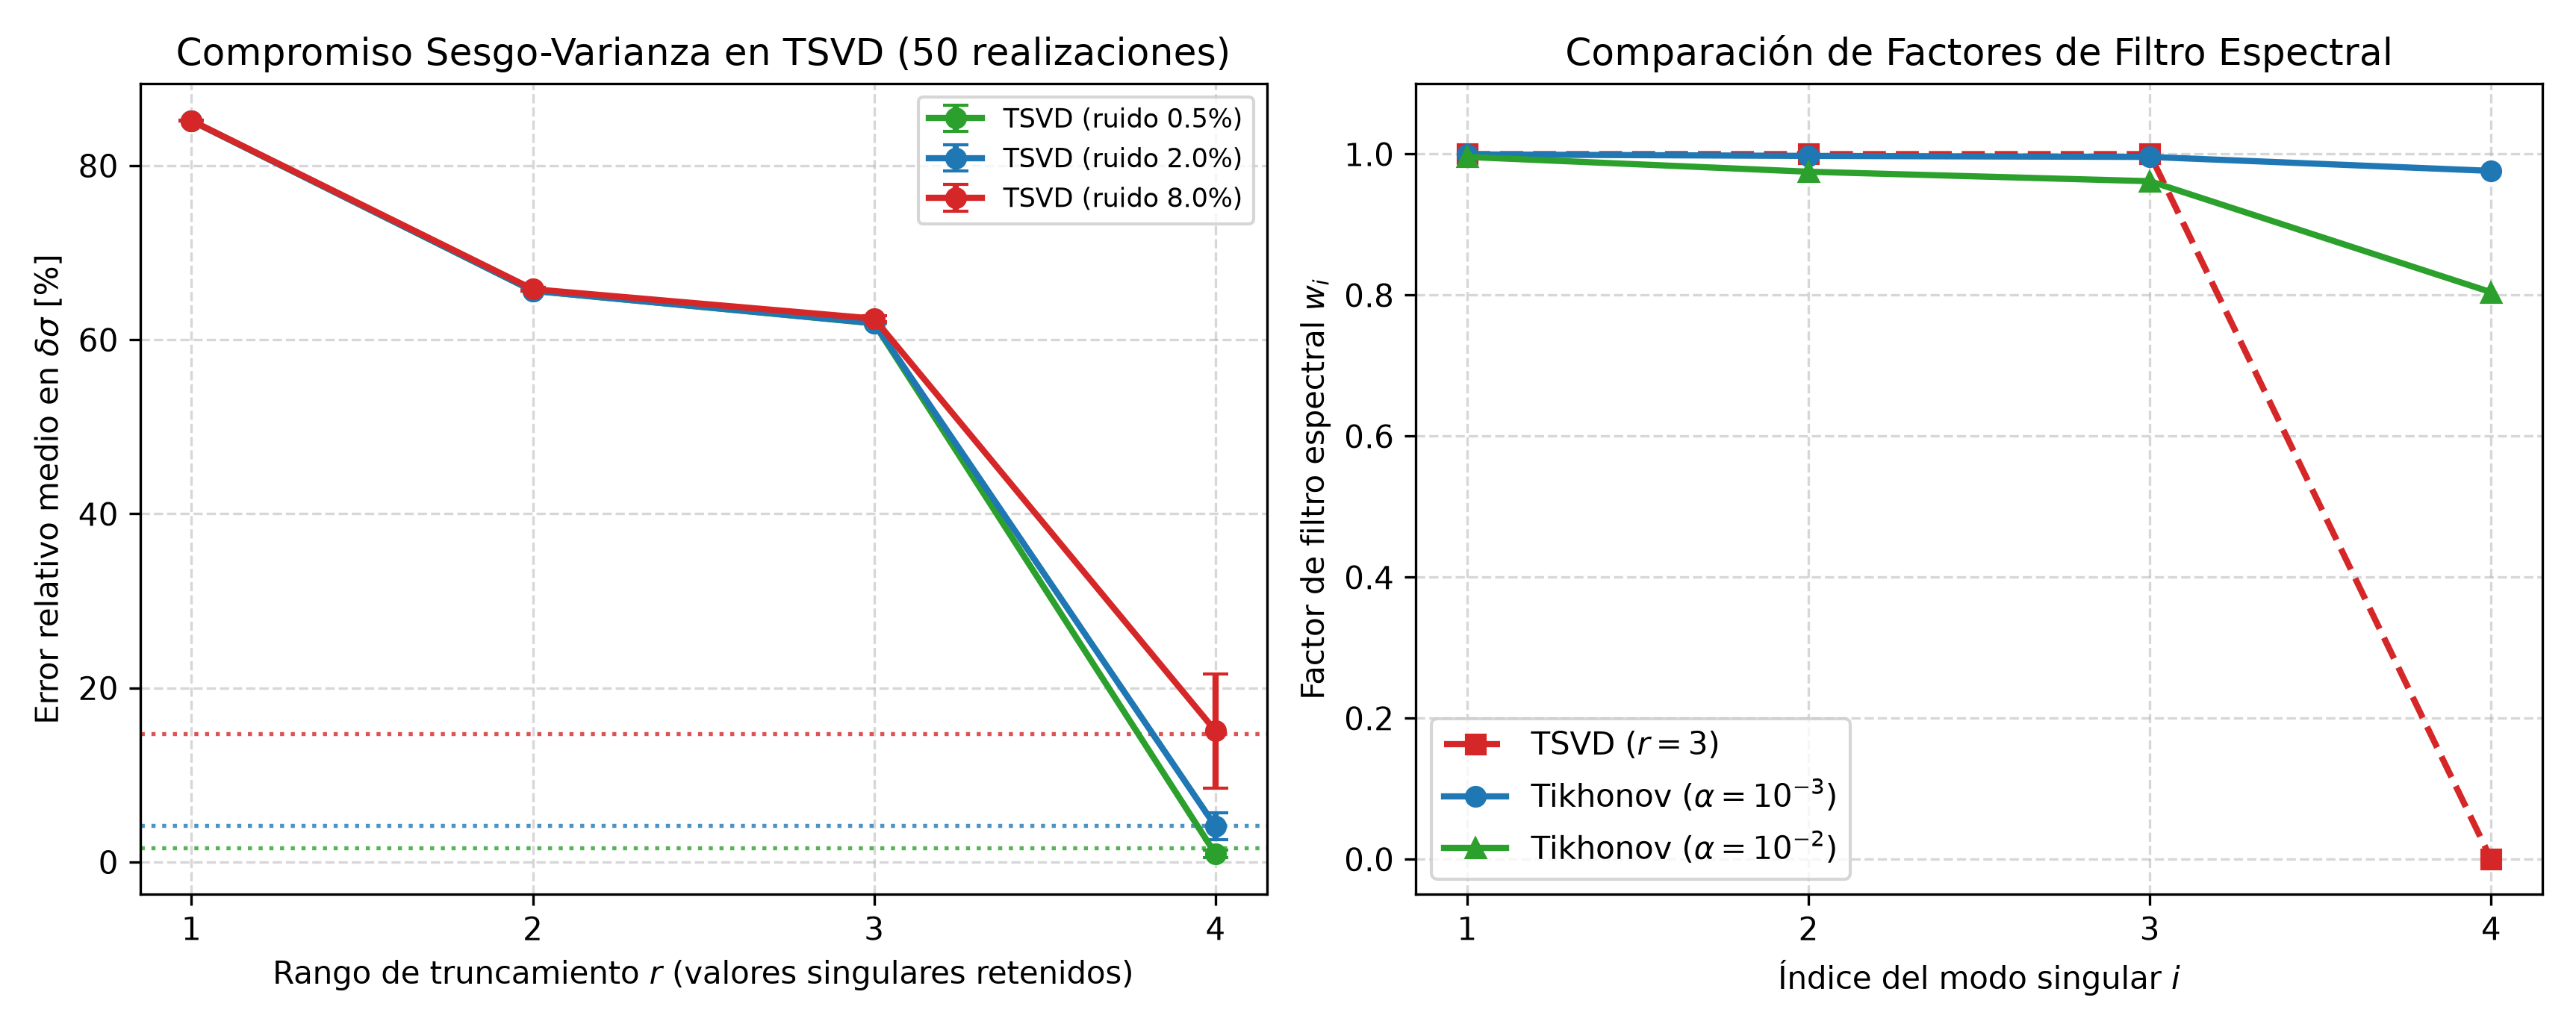 Compromiso Sesgo-Varianza en TSVD (50 realizaciones)
Error relativo medio en δσ [%]
80
60
40
20
0
1 2 3 4
Rango de truncamiento r (valores singulares retenidos)
TSVD (ruido 0.5%)
TSVD (ruido 2.0%)
TSVD (ruido 8.0%)
Comparación de Factores de Filtro Espectral
Factor de filtro espectral wᵢ
1.0
0.8
0.6
0.4
0.2
0.0
1 2 3 4
Índice del modo singular i
TSVD (r = 3)
Tikhonov (α = 10⁻³)
Tikhonov (α = 10⁻²)